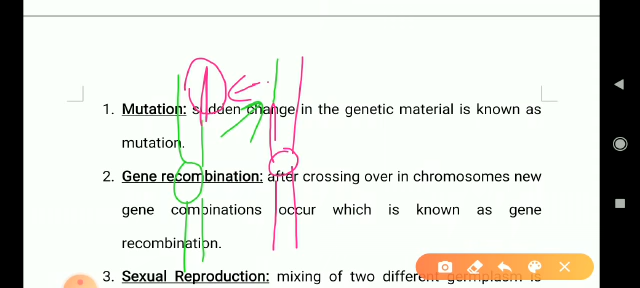 1. Mutation: sudden change in the genetic material is known as
mutation.
2. Gene recombination: after crossing over in chromosomes new
gene combinations occur which is known as gene
recombination.
3. Sexual Reproduction: mixing of two different germplasm is